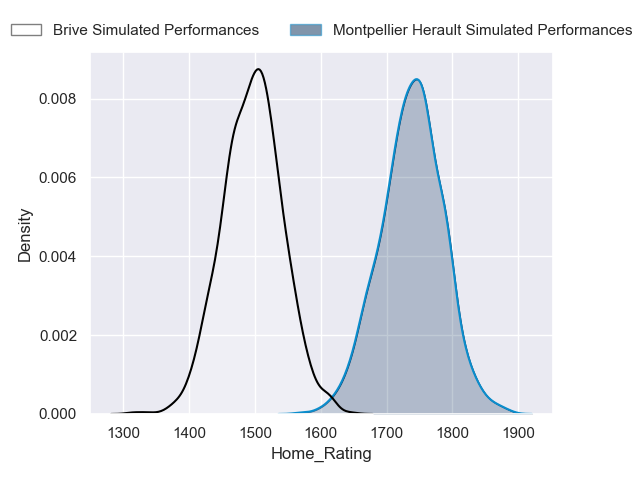 Brive Simulated Performances Montpellier Herault Simulated Performances
0.008
0.006
0.004
0.002
0.000
Density
1300 1400 1500 1600 1700 1800 1900
Home_Rating